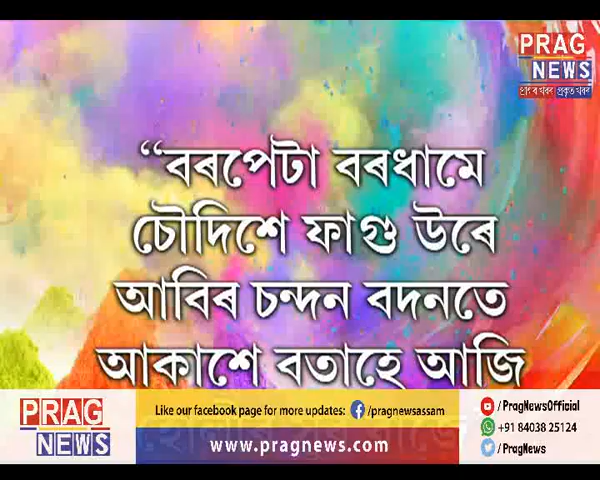 PRAG
NEWS
প্ৰাণৰ খবৰ প্ৰকৃত খবৰ
“বৰপেটা বৰধামে
চৌদিশে ফাগু উৰে
আবিৰ চন্দন বদনতে
আকাশে বতাহে আজি
PRAG
NEWS
Like our facebook page for more updates: /pragnewsassam
www.pragnews.com
/PragNewsOfficial
+91 84038 25124
/PragNews